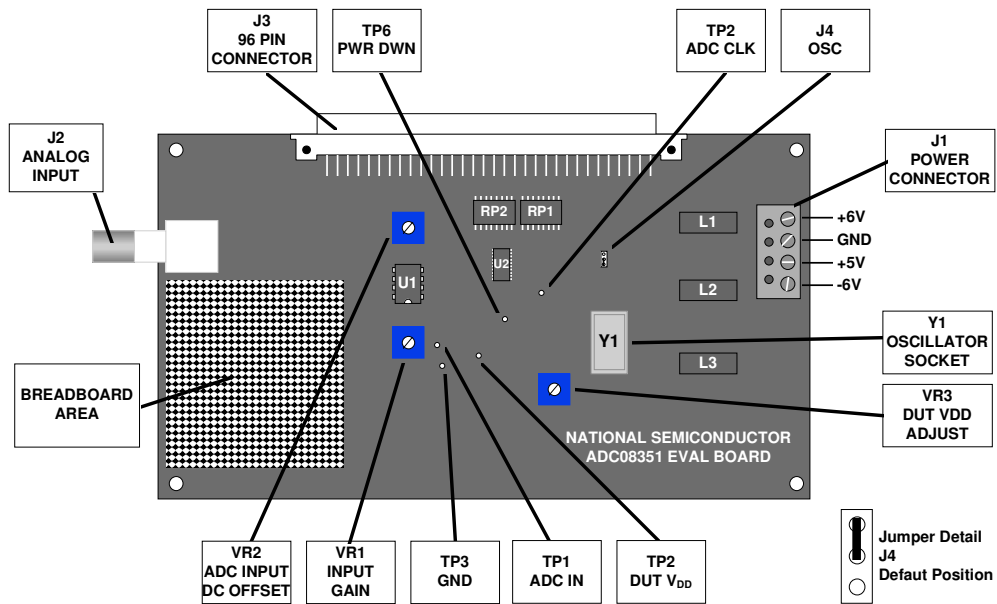 J3
96 PIN
CONNECTOR
TP6
PWR DWN
TP2
ADC CLK
J4
OSC
J2
ANALOG
INPUT
J1
POWER
CONNECTOR
RP2
RP1
L1
+6V
GND
+5V
-6V
U2
U1
L2
Y1
Y1
OSCILLATOR
SOCKET
L3
BREADBOARD
AREA
VR3
DUT VDD
ADJUST
NATIONAL SEMICONDUCTOR
ADC08351 EVAL BOARD
VR2
ADC INPUT
DC OFFSET
VR1
INPUT
GAIN
TP3
GND
TP1
ADC IN
TP2
DUT VDD
Jumper Detail
J4
Defaut Position